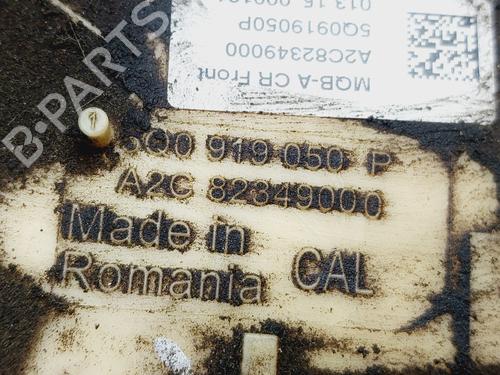 013 15
5Q0919050P
A2C82349000
MQB-A CR Front
5Q0 919 050 P
A2C 82349000
Made in
Romania CAL
B-PARTS